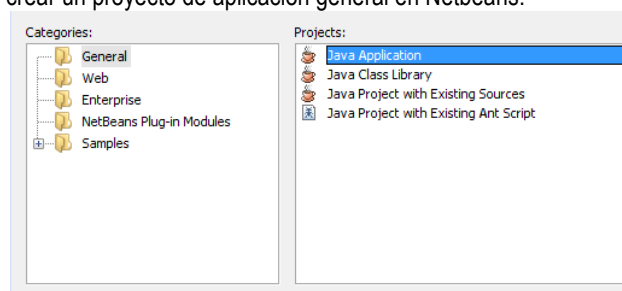 crear un proyecto de aplicación general en Netbeans.
Categories:
General
Web
Enterprise
NetBeans Plug-in Modules
Samples
Projects:
Java Application
Java Class Library
Java Project with Existing Sources
Java Project with Existing Ant Script